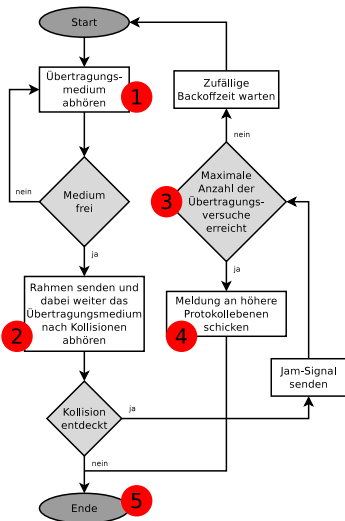 Start
Übertragungs-
medium
abhören
1
nein
Medium
frei
ja
Rahmen senden und
dabei weiter das
Übertragungsmedium
nach Kollisionen
abhören
2
Kollision
entdeckt
ja
nein
Ende
5
Zufällige
Backoffzeit warten
nein
Maximale
Anzahl der
Übertragungs-
versuche
erreicht
3
ja
Meldung an höhere
Protokollebenen
schicken
4
Jam-Signal
senden